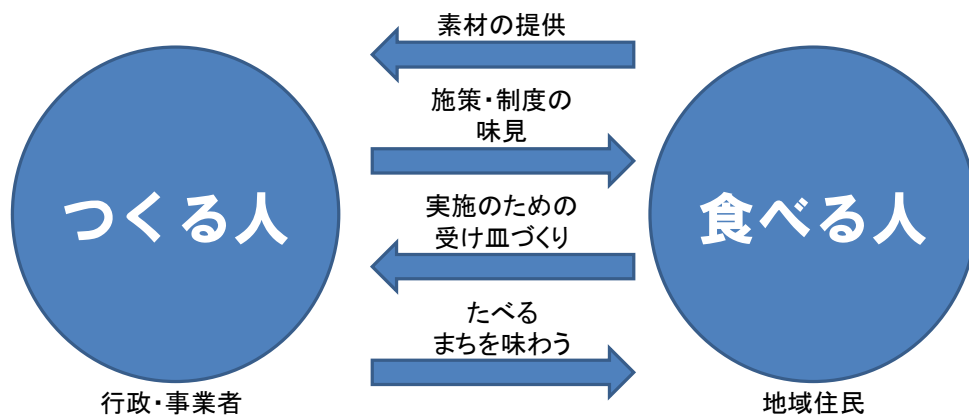 素材の提供
施策・制度の
味見
つくる人
食べる人
実施のための
受け皿づくり
たべる
まちを味わう
行政・事業者
地域住民